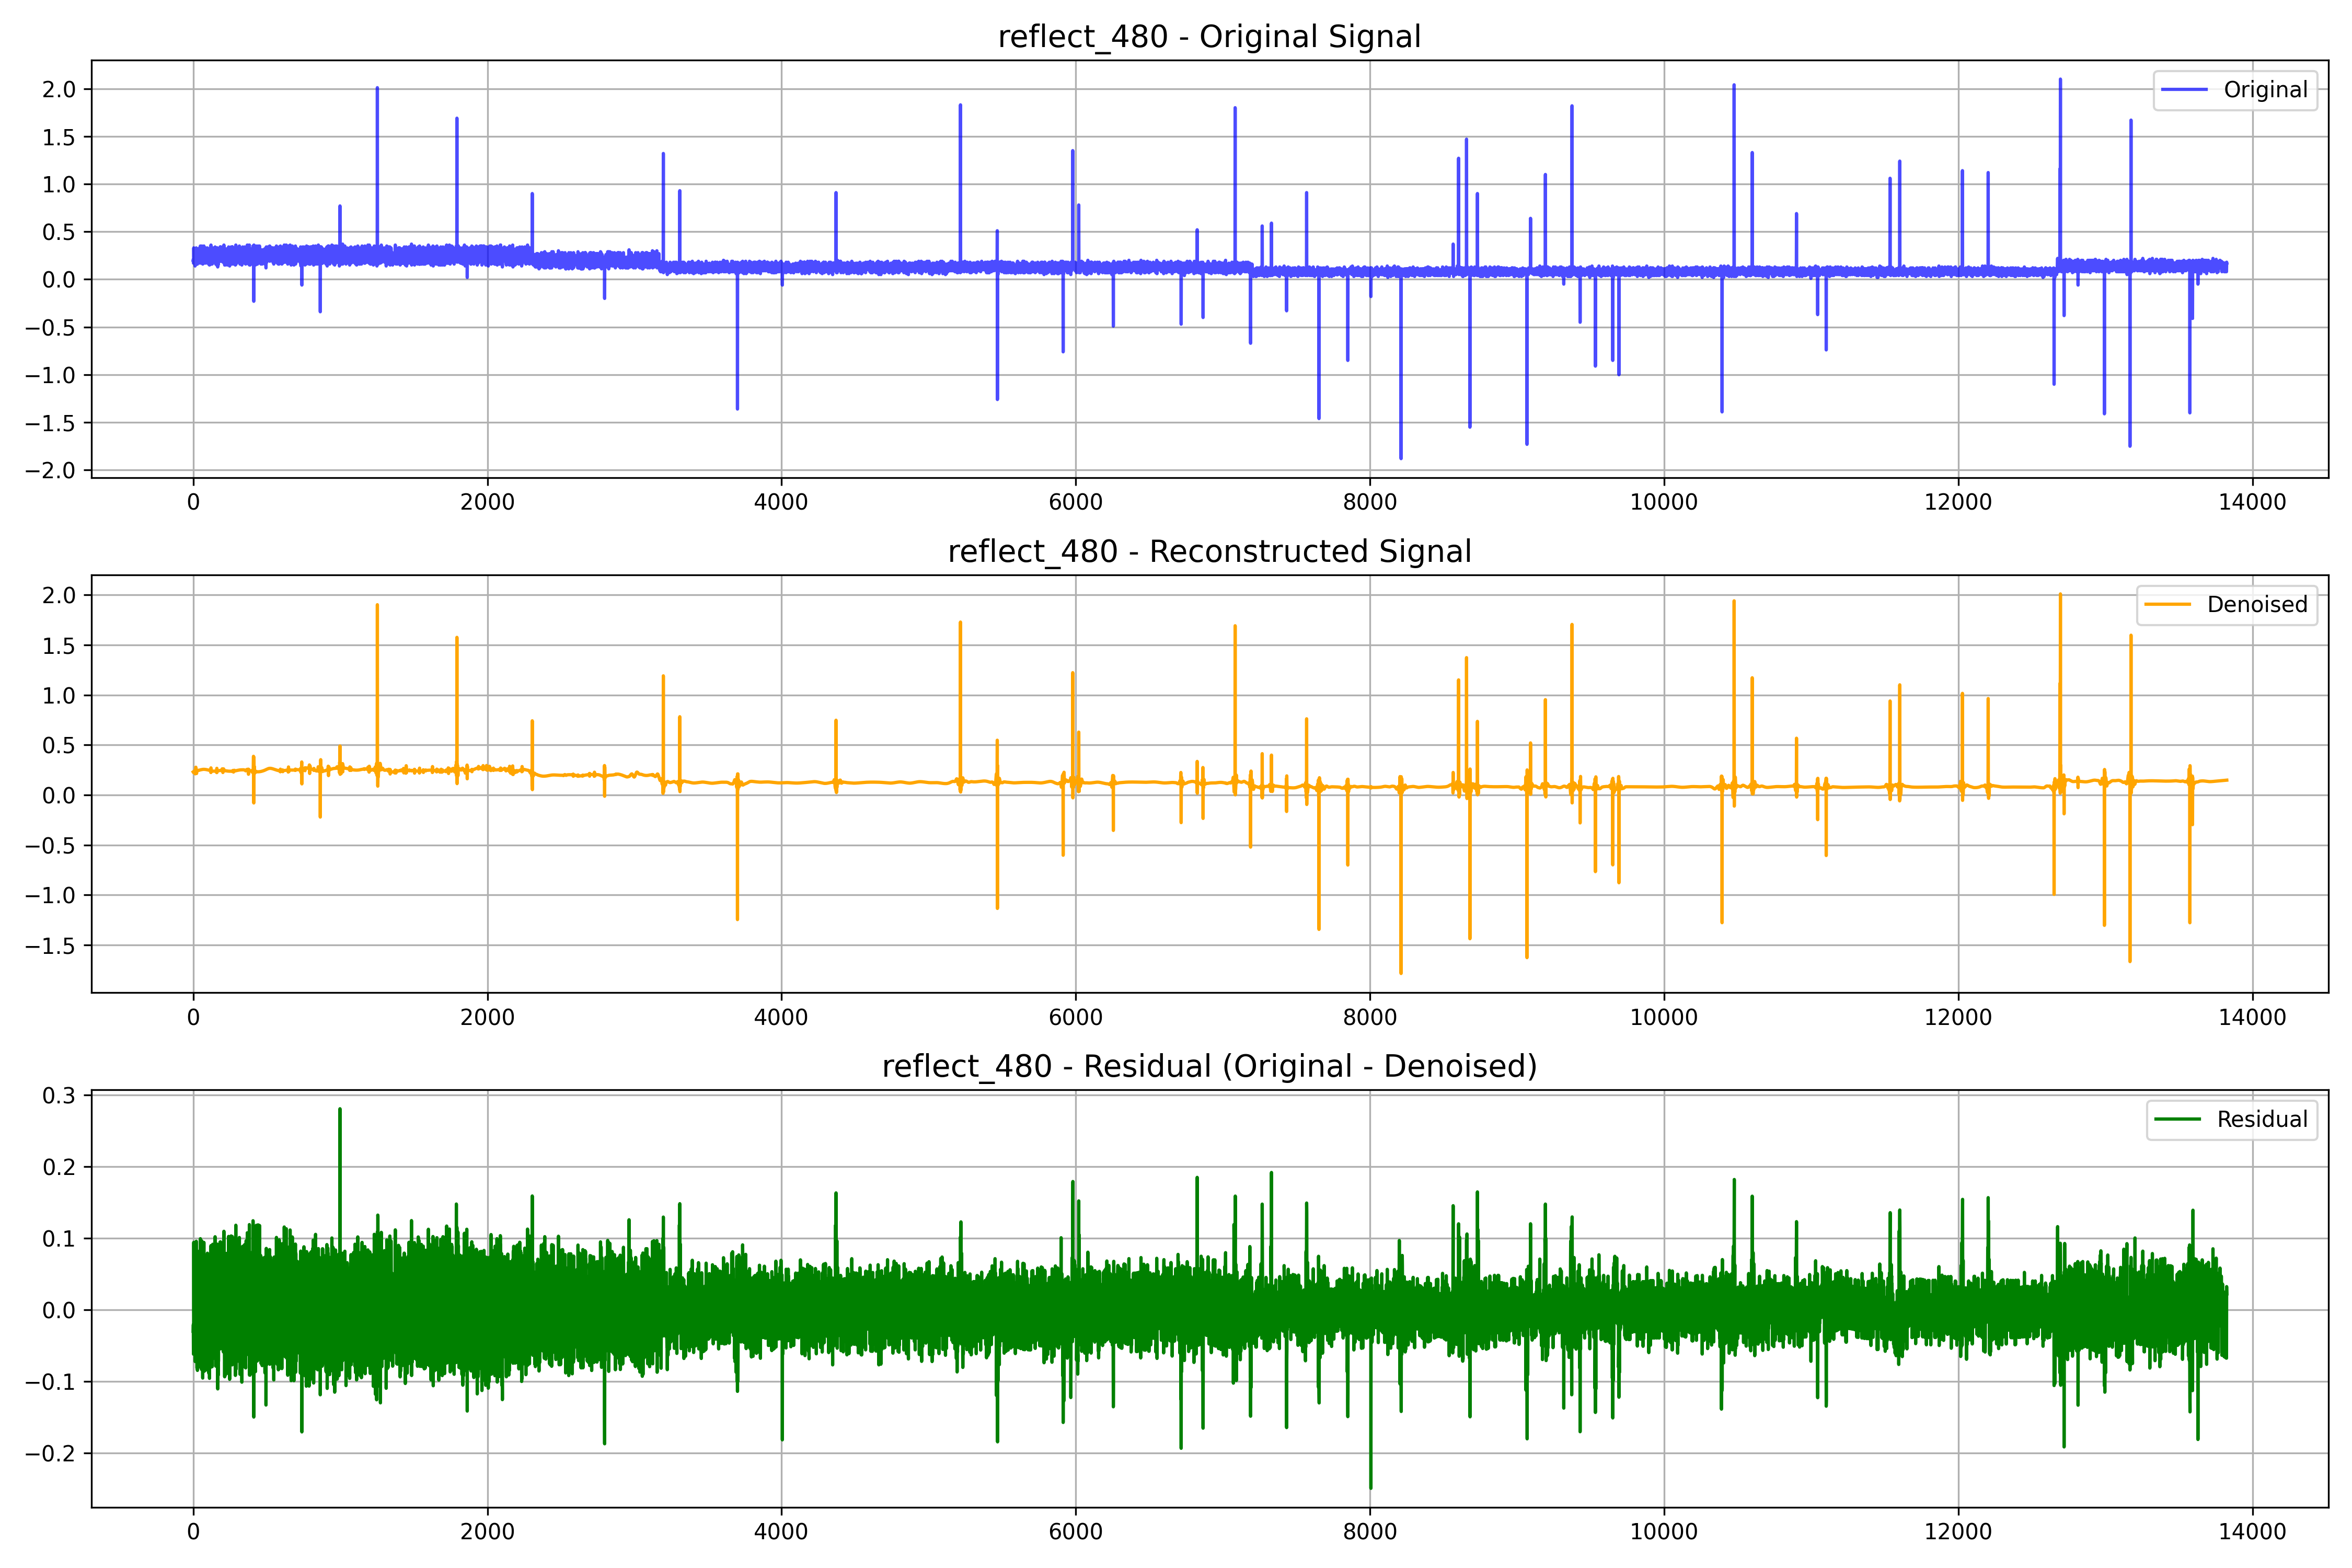 reflect_480 - Original Signal
Original
2.0
1.5
1.0
0.5
0.0
−0.5
−1.0
−1.5
−2.0
0 2000 4000 6000 8000 10000 12000 14000
reflect_480 - Reconstructed Signal
Denoised
2.0
1.5
1.0
0.5
0.0
−0.5
−1.0
−1.5
0 2000 4000 6000 8000 10000 12000 14000
reflect_480 - Residual (Original - Denoised)
Residual
0.3
0.2
0.1
0.0
−0.1
−0.2
0 2000 4000 6000 8000 10000 12000 14000